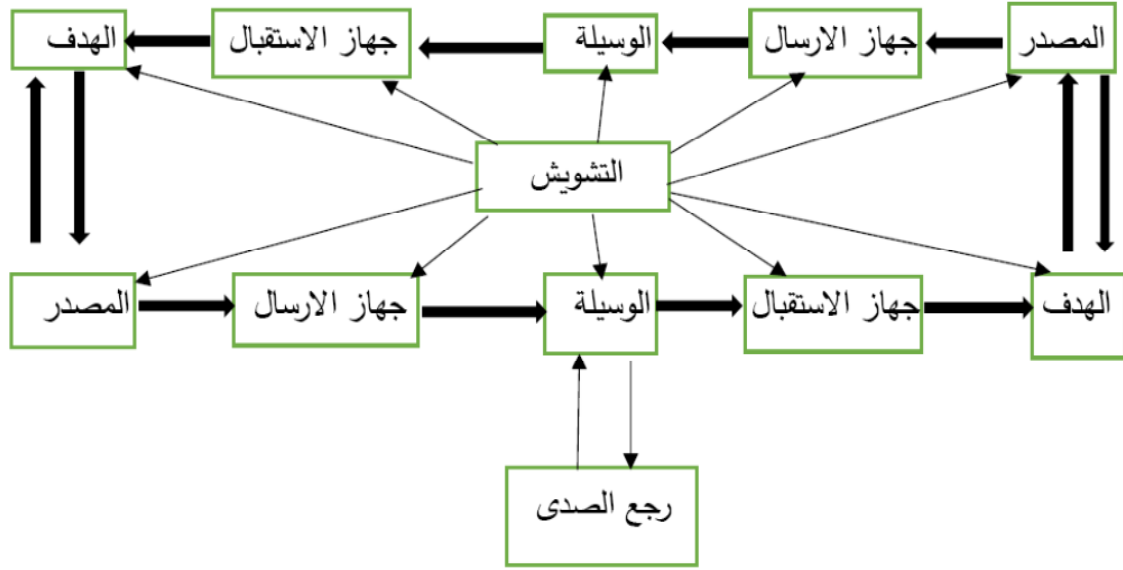 المصدر
جهاز الارسال
الوسيلة
جهاز الاستقبال
الهدف
التشويش
الهدف
جهاز الاستقبال
الوسيلة
جهاز الارسال
المصدر
رجع الصدى